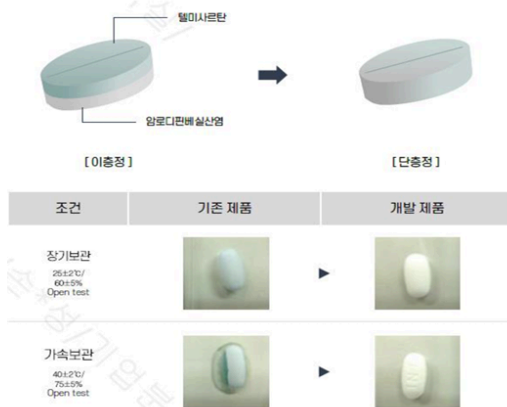 텔미사르탄
암로디핀베실산염
[ 이층정 ]
[ 단층정 ]
조건
기존 제품
개발 제품
장기보관
25±2℃/
60±5%
Open test
가속보관
40±2℃/
75±5%
Open test